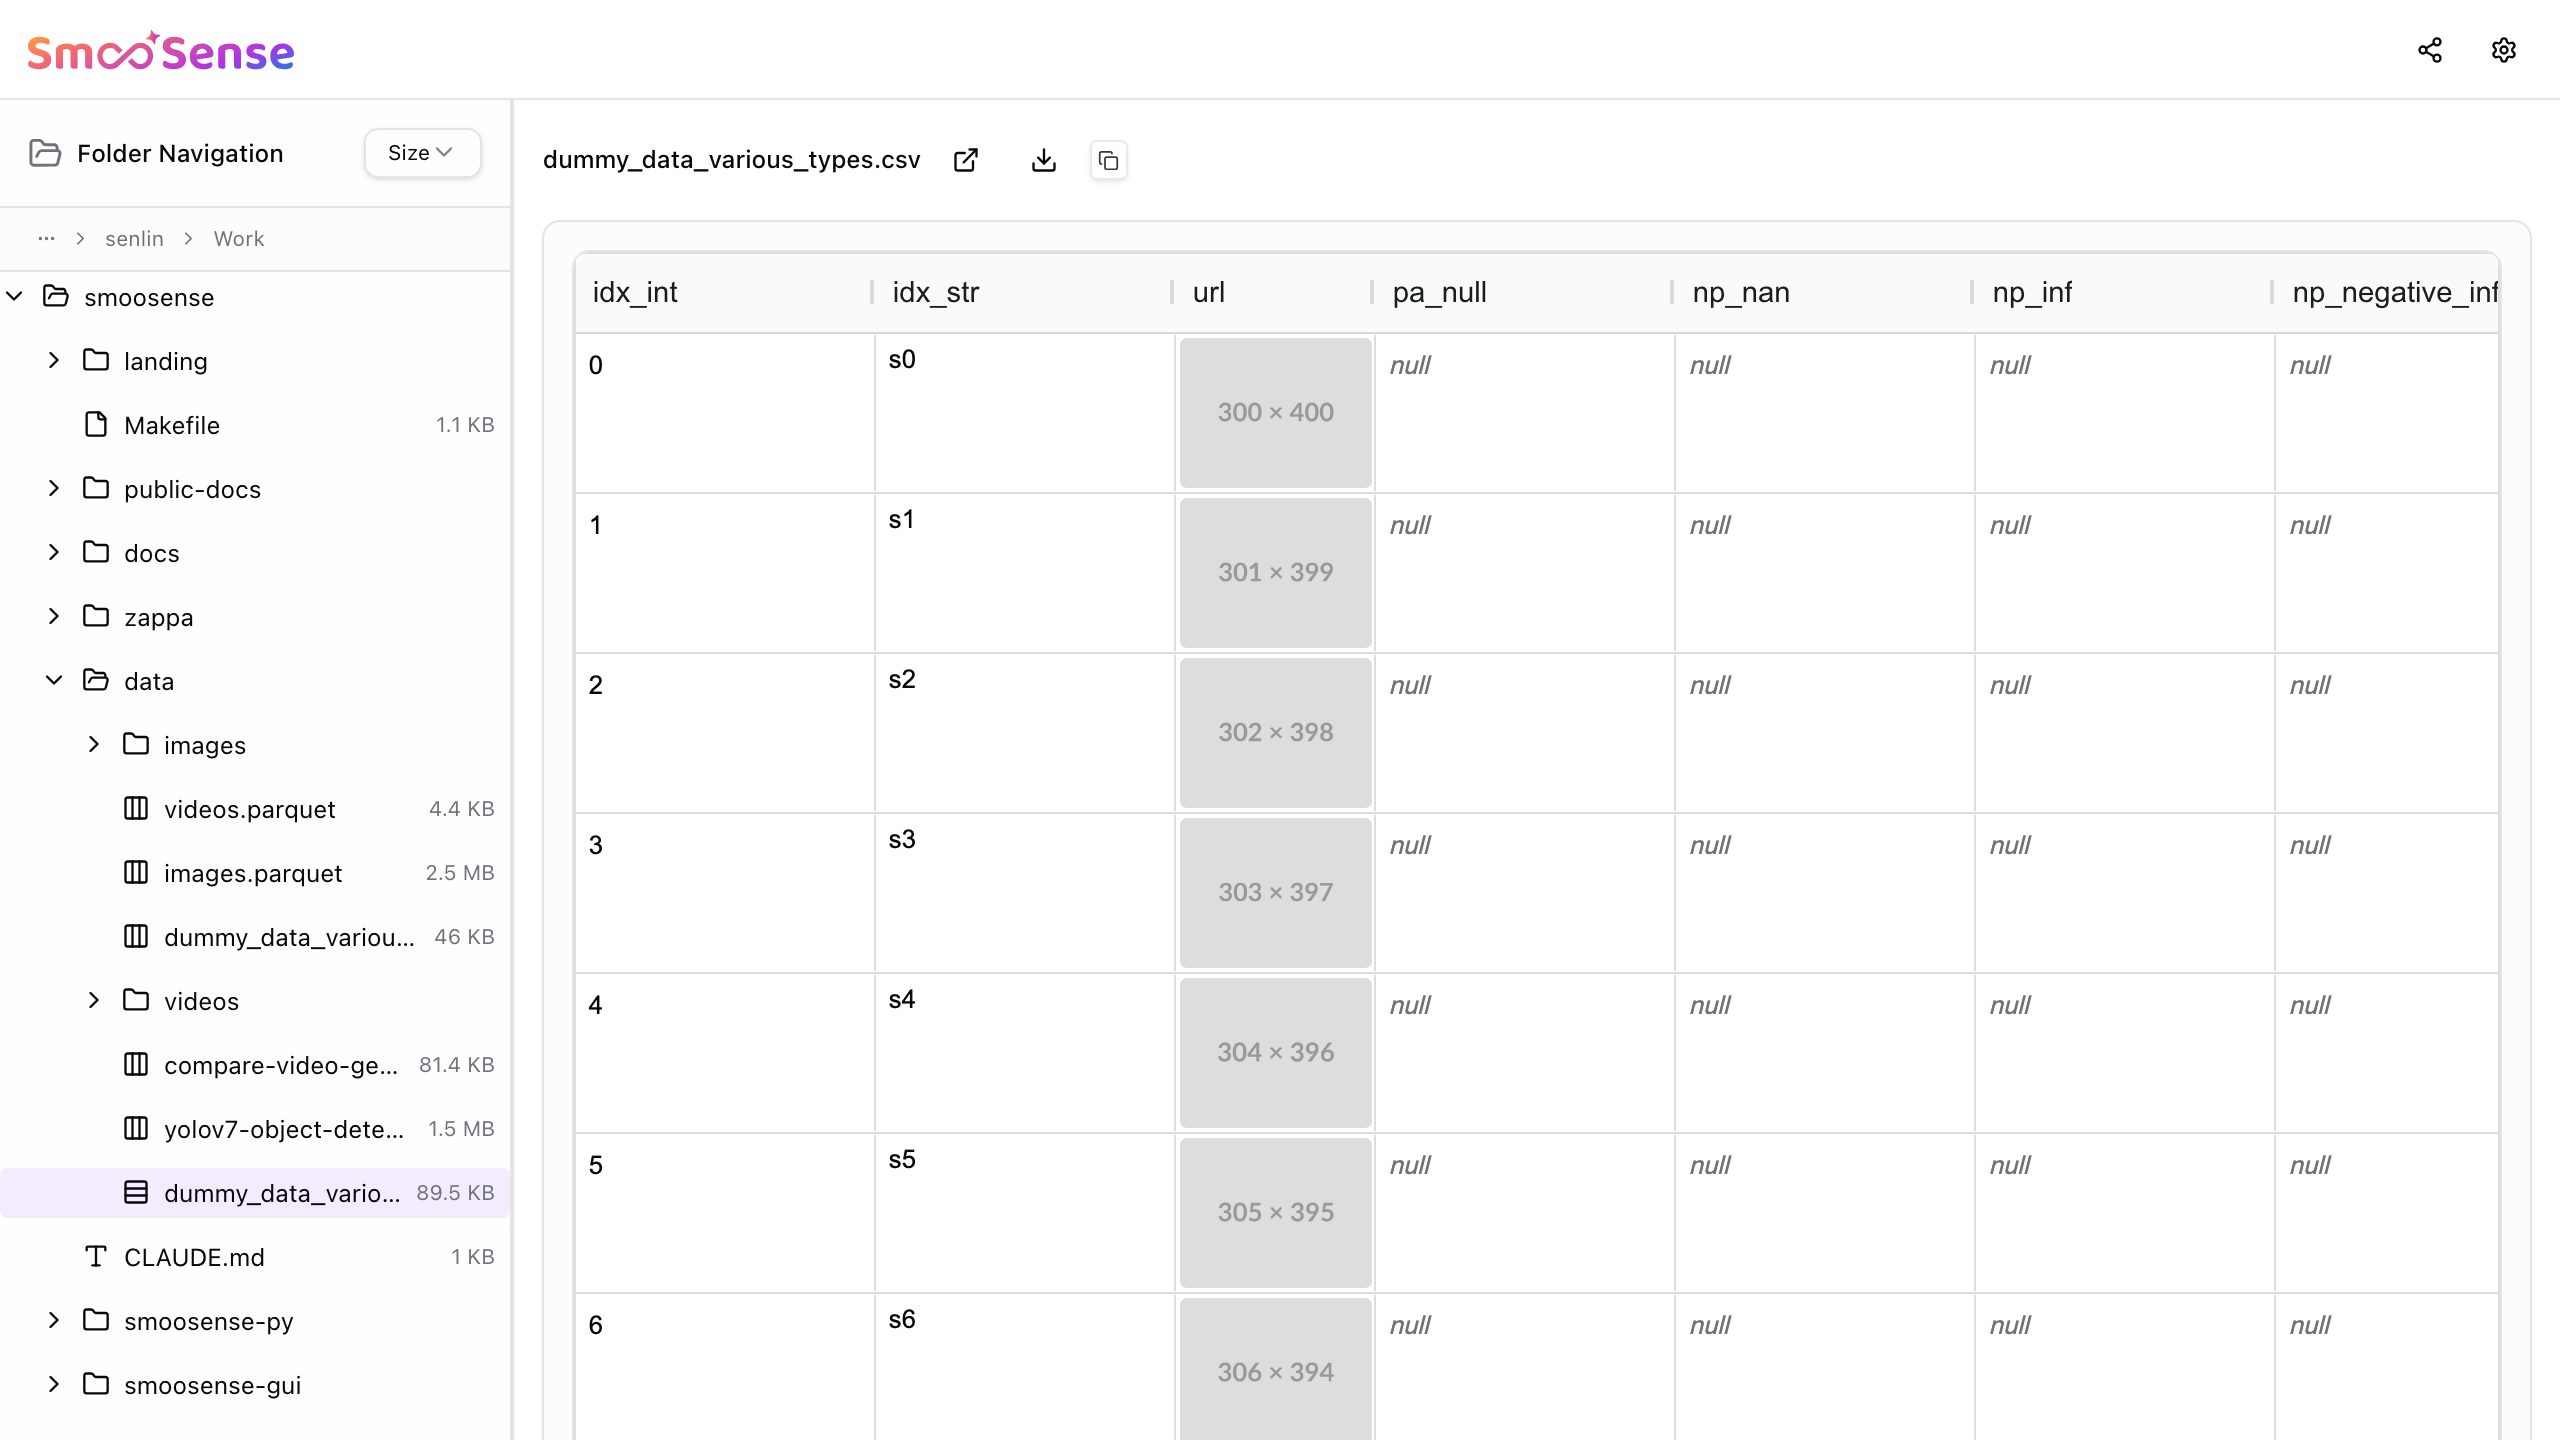 SmooSense
Folder Navigation
Size
... > senlin > Work
smoosense
landing
Makefile 1.1 KB
public-docs
docs
zappa
data
images
videos.parquet 4.4 KB
images.parquet 2.5 MB
dummy_data_variou... 46 KB
videos
compare-video-ge... 81.4 KB
yolov7-object-dete... 1.5 MB
dummy_data_vario... 89.5 KB
CLAUDE.md 1 KB
smoosense-py
smoosense-gui
dummy_data_various_types.csv
idx_int idx_str url pa_null np_nan np_inf np_negative_inf
0 s0 300 × 400 null null null null
1 s1 301 × 399 null null null null
2 s2 302 × 398 null null null null
3 s3 303 × 397 null null null null
4 s4 304 × 396 null null null null
5 s5 305 × 395 null null null null
6 s6 306 × 394 null null null null